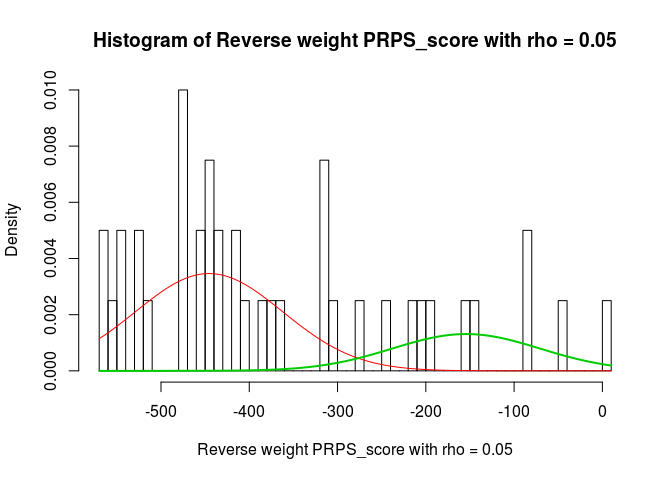 Histogram of Reverse weight PRPS_score with rho = 0.05
Density
0.010
0.008
0.006
0.004
0.002
0.000
-500 -400 -300 -200 -100 0
Reverse weight PRPS_score with rho = 0.05